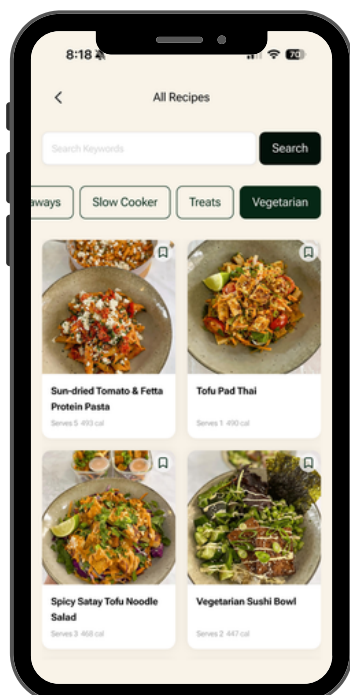 8:18
70
All Recipes
Search Keywords
Search
aways
Slow Cooker
Treats
Vegetarian
Sun-dried Tomato & Fetta
Protein Pasta
Serves 5 493 cal
Tofu Pad Thai
Serves 1 490 cal
Spicy Satay Tofu Noodle
Salad
Serves 3 468 cal
Vegetarian Sushi Bowl
Serves 2 447 cal